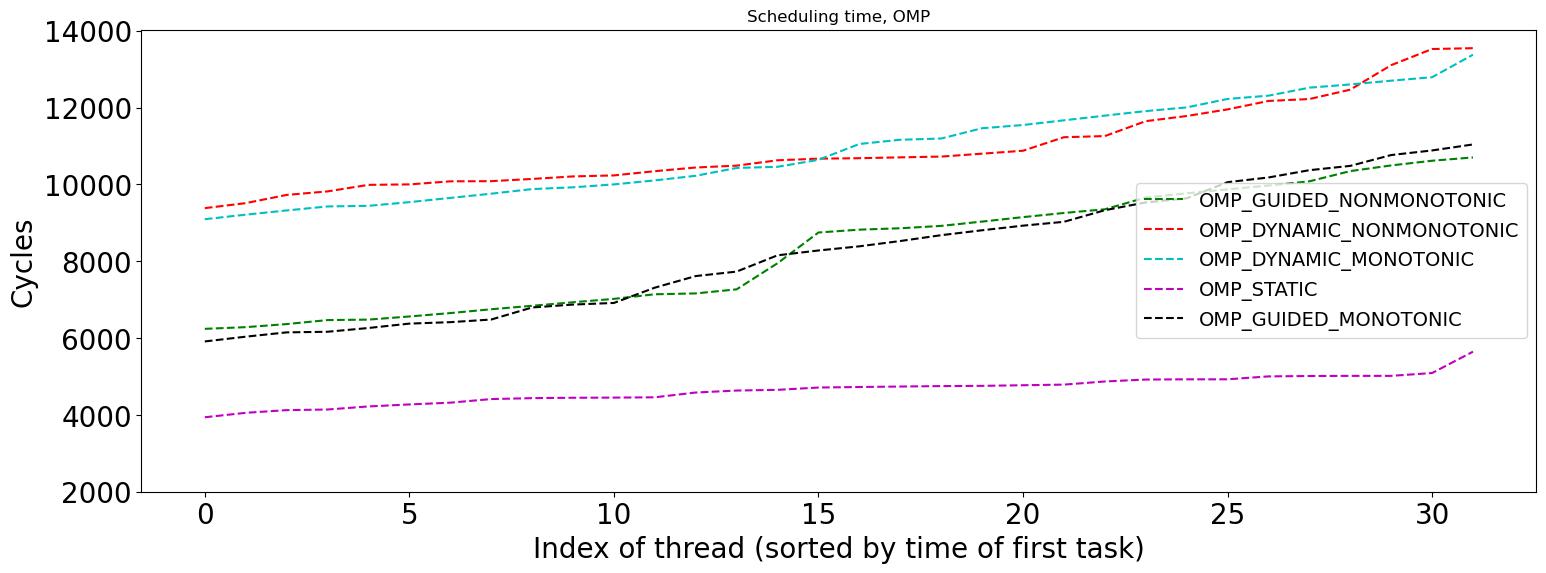 Scheduling time, OMP
14000
12000
10000
8000
6000
4000
2000
Cycles
OMP_GUIDED_NONMONOTONIC
OMP_DYNAMIC_NONMONOTONIC
OMP_DYNAMIC_MONOTONIC
OMP_STATIC
OMP_GUIDED_MONOTONIC
0 5 10 15 20 25 30
Index of thread (sorted by time of first task)